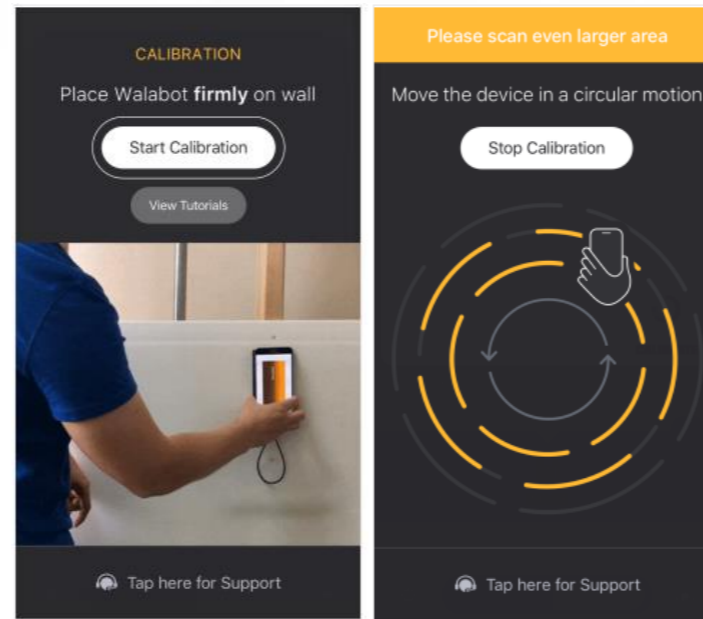 CALIBRATION
Place Walabot firmly on wall
Start Calibration
View Tutorials
Tap here for Support
Please scan even larger area
Move the device in a circular motion
Stop Calibration
Tap here for Support